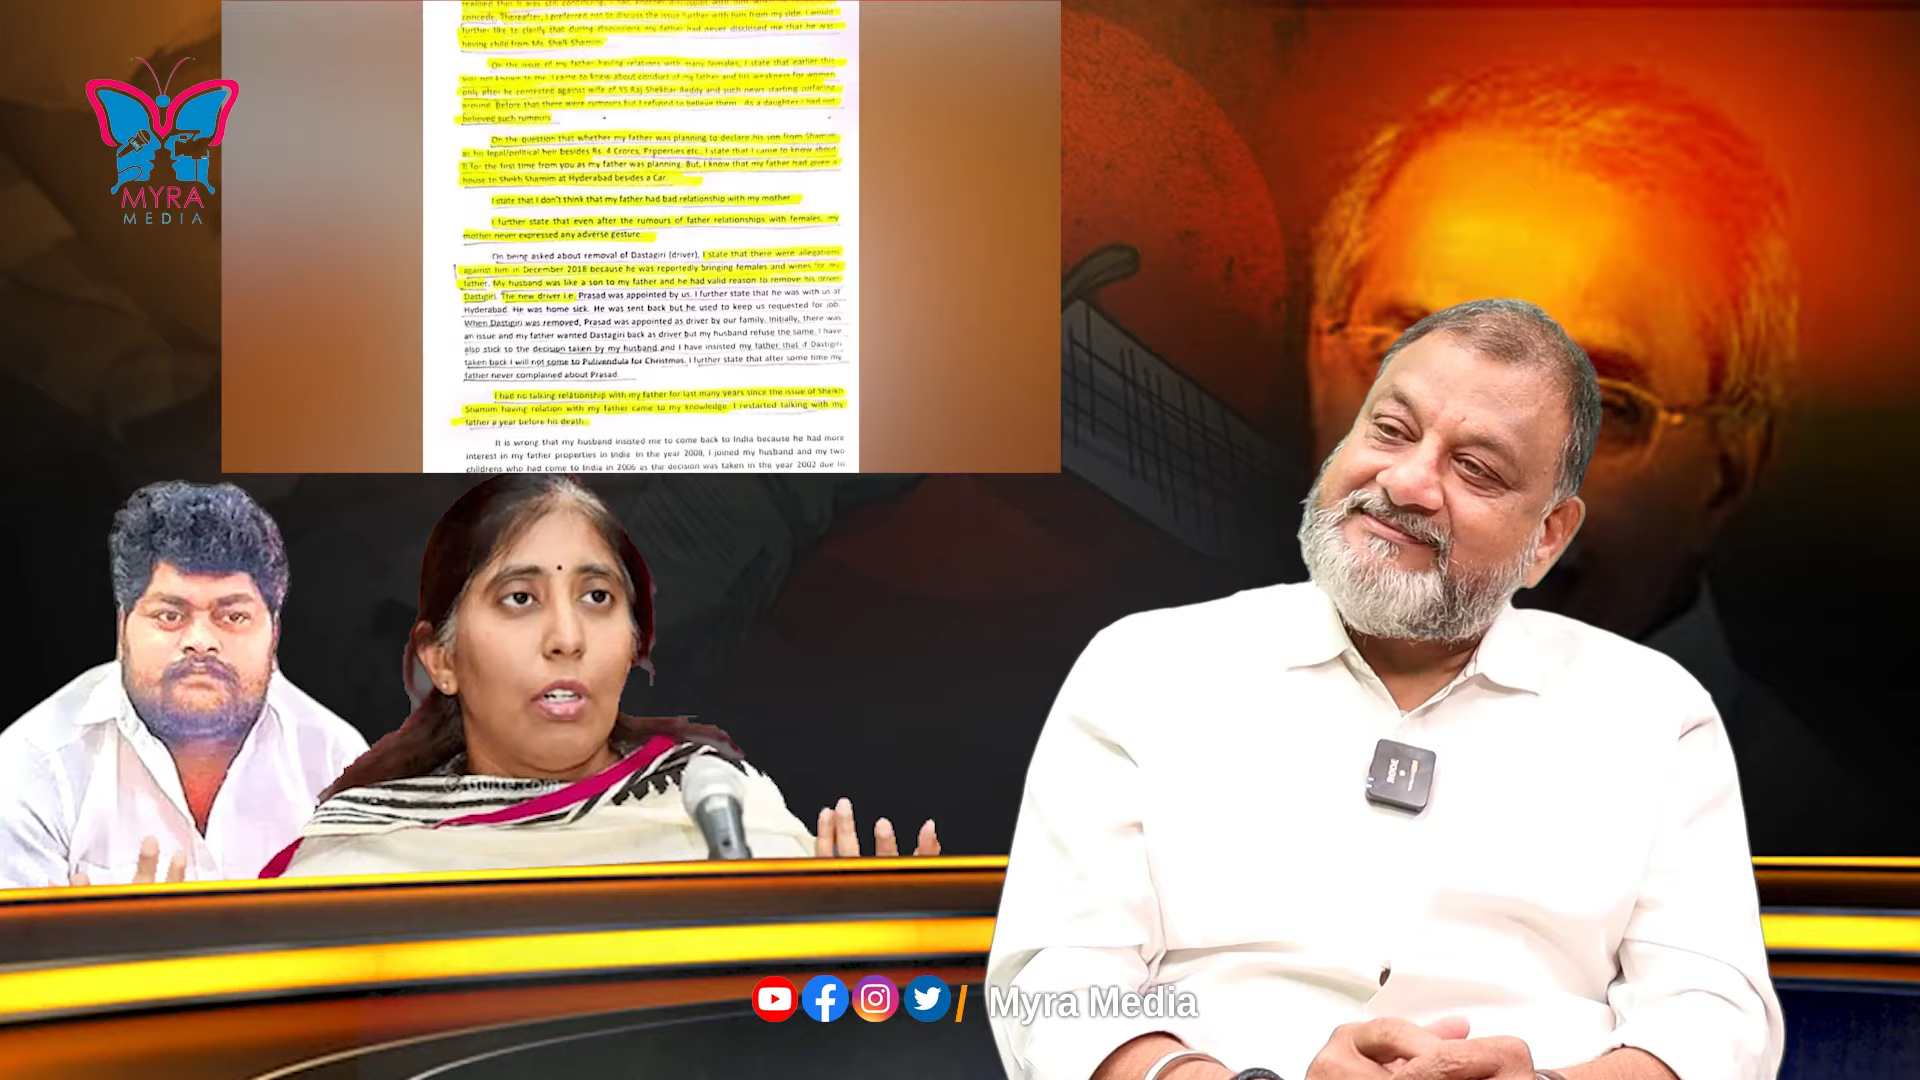 realised that it was still continuing, I had another discussion with him
concede. Thereafter, I preferred not to discuss the issue further with him from my side. I would
further like to clarify that during discussions my father had never disclosed me that he was
having child from Ms. Sheik Shamim.
On the issue of my father having relations with many females, I state that earlier this
was not known to me. I came to know about conduct of my father and his weakness for women
only after he contested against wife of YS Raj Shekhar Reddy and such news starting surfacing
around. Before that there were rumours but I refused to believe them. As a daughter I had not
believed such rumours.
On the question that whether my father was planning to declare his son from Shamim
as his legal/political heir besides Rs. 4 Crores, Properties etc., I state that I came to know about
it for the first time from you as my father was planning. But, I know that my father had given a
house to Sheikh Shamim at Hyderabad besides a Car.
I state that I don't think that my father had bad relationship with my mother.
I further state that even after the rumours of father relationships with females, my
mother never expressed any adverse gesture.
On being asked about removal of Dastagiri (driver), I state that there were allegations
against him in December 2018 because he was reportedly bringing females and wines for my
father. My husband was like a son to my father and he had valid reason to remove his driver
Dastigiri. The new driver i.e. Prasad was appointed by us. I further state that he was with us at
Hyderabad. He was home sick. He was sent back but he used to keep us requested for job.
When Dastigiri was removed, Prasad was appointed as driver by our family. Initially, there was
an issue and my father wanted Dastagiri back as driver but my husband refuse the same. I have
also stick to the decision taken by my husband and I have insisted my father that if Dastigiri
taken back I will not come to Pulivendula for Christmas. I further state that after some time my
father never complained about Prasad.
I had no talking relationship with my father for last many years since the issue of Sheikh
Shamim having relation with my father came to my knowledge. I restarted talking with my
father a year before his death.
It is wrong that my husband insisted me to come back to India because he had more
interest in my father properties in India. In the year 2008, I joined my husband and my two
childrens who had come to India in 2006 as the decision was taken in the year 2002 due to
MYRA
MEDIA
RODE
/ Myra Media